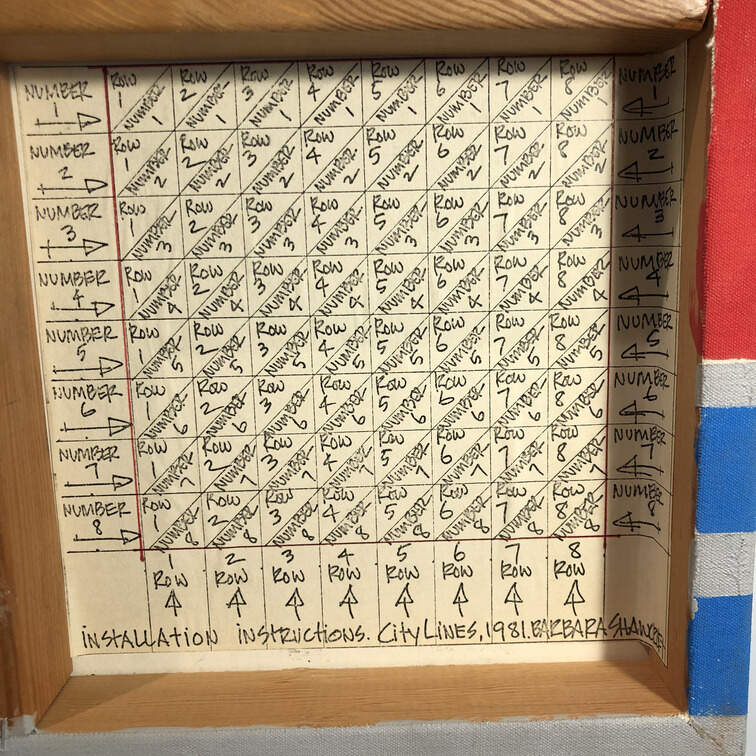 NUMBER 1 Row 1 NUMBER 1 Row 2 NUMBER 1 Row 3 NUMBER 1 Row 4 NUMBER 1 Row 5 NUMBER 1 Row 6 NUMBER 1 Row 7 NUMBER 1 Row 8 NUMBER 1 NUMBER 1
NUMBER 2 Row 1 NUMBER 2 Row 2 NUMBER 2 Row 3 NUMBER 2 Row 4 NUMBER 2 Row 5 NUMBER 2 Row 6 NUMBER 2 Row 7 NUMBER 2 Row 8 NUMBER 2 NUMBER 2
NUMBER 3 Row 1 NUMBER 3 Row 2 NUMBER 3 Row 3 NUMBER 3 Row 4 NUMBER 3 Row 5 NUMBER 3 Row 6 NUMBER 3 Row 7 NUMBER 3 Row 8 NUMBER 3 NUMBER 3
NUMBER 4 Row 1 NUMBER 4 Row 2 NUMBER 4 Row 3 NUMBER 4 Row 4 NUMBER 4 Row 5 NUMBER 4 Row 6 NUMBER 4 Row 7 NUMBER 4 Row 8 NUMBER 4 NUMBER 4
NUMBER 5 Row 1 NUMBER 5 Row 2 NUMBER 5 Row 3 NUMBER 5 Row 4 NUMBER 5 Row 5 NUMBER 5 Row 6 NUMBER 5 Row 7 NUMBER 5 Row 8 NUMBER 5 NUMBER 5
NUMBER 6 Row 1 NUMBER 6 Row 2 NUMBER 6 Row 3 NUMBER 6 Row 4 NUMBER 6 Row 5 NUMBER 6 Row 6 NUMBER 6 Row 7 NUMBER 6 Row 8 NUMBER 6 NUMBER 6
NUMBER 7 Row 1 NUMBER 7 Row 2 NUMBER 7 Row 3 NUMBER 7 Row 4 NUMBER 7 Row 5 NUMBER 7 Row 6 NUMBER 7 Row 7 NUMBER 7 Row 8 NUMBER 7 NUMBER 7
NUMBER 8 Row 1 NUMBER 8 Row 2 NUMBER 8 Row 3 NUMBER 8 Row 4 NUMBER 8 Row 5 NUMBER 8 Row 6 NUMBER 8 Row 7 NUMBER 8 Row 8 NUMBER 8 NUMBER 8
1 2 3 4 5 6 7 8
Row Row Row Row Row Row Row Row
INSTALLATION INSTRUCTIONS. CITY LINES, 1981. BARBARA